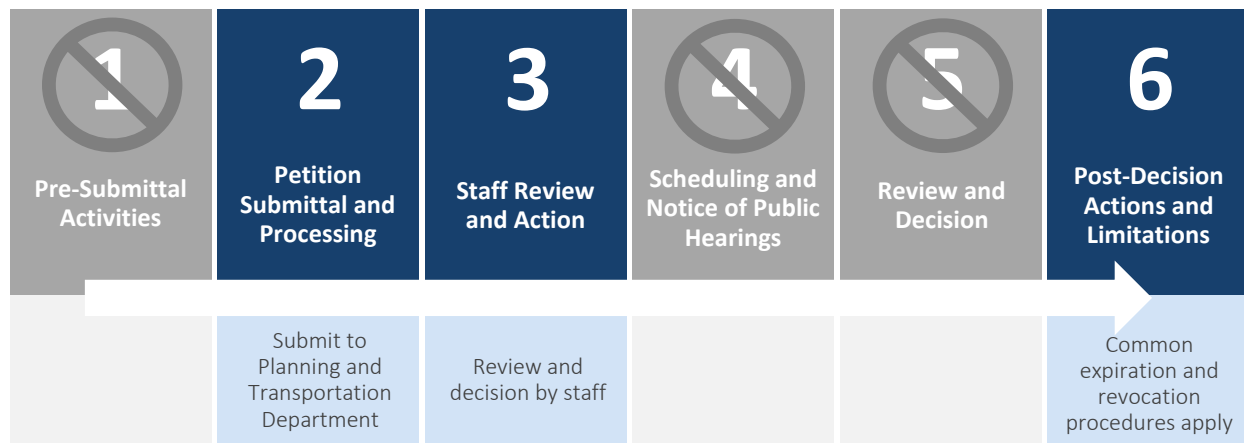 1
Pre-Submittal
Activities
2
Petition
Submittal and
Processing
Submit to
Planning and
Transportation
Department
3
Staff Review
and Action
Review and
decision by staff
4
Scheduling and
Notice of Public
Hearings
5
Review and
Decision
6
Post-Decision
Actions and
Limitations
Common
expiration and
revocation
procedures apply